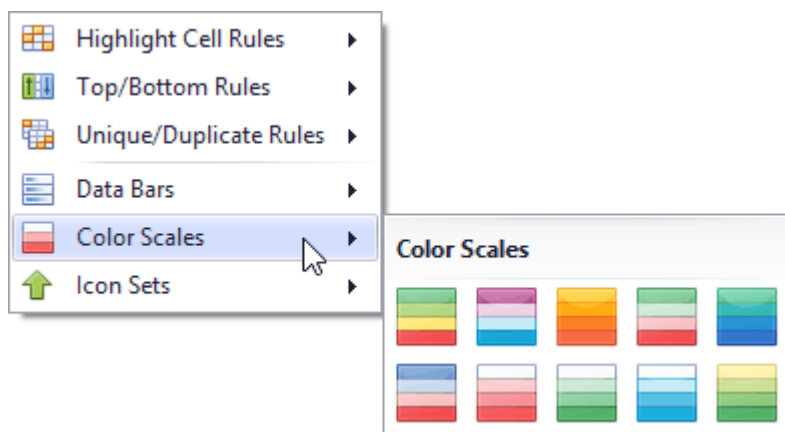 Highlight Cell Rules
Top/Bottom Rules
Unique/Duplicate Rules
Data Bars
Color Scales
Icon Sets
Color Scales